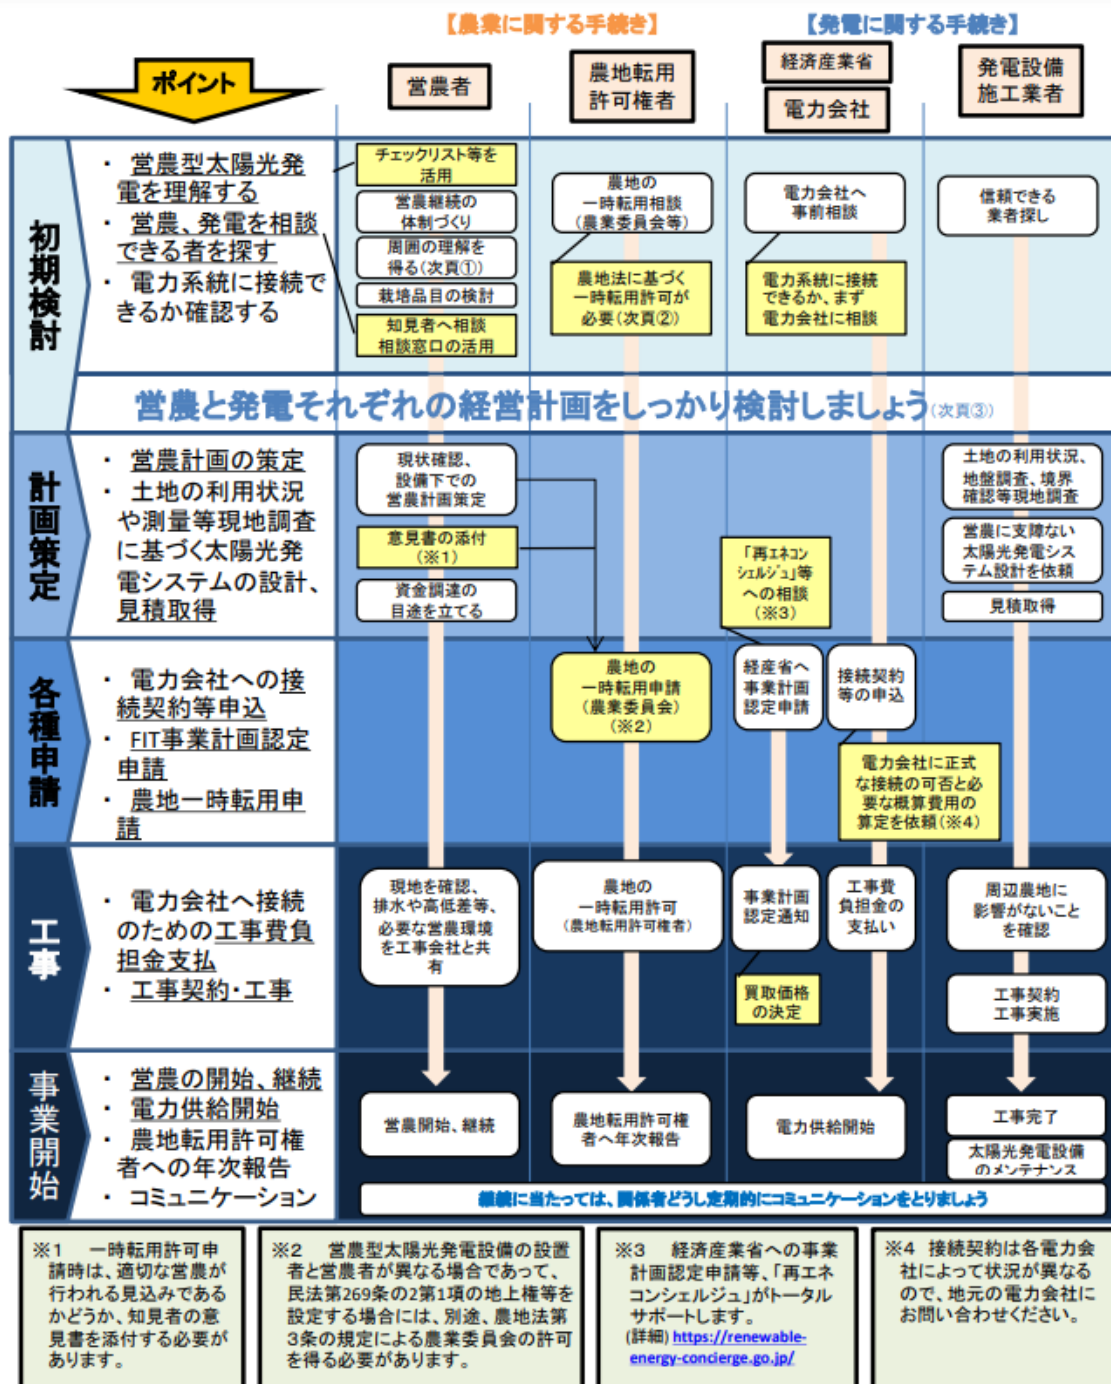 【農業に関する手続き】
【発電に関する手続き】
ポイント
営農者
農地転用
許可権者
経済産業省
電力会社
発電設備
施工業者
初期検討
・ 営農型太陽光発
電を理解する
・ 営農、発電を相談
できる者を探す
・ 電力系統に接続で
きるか確認する
チェックリスト等を
活用
営農継続の
体制づくり
周囲の理解を
得る(次頁①)
栽培品目の検討
知見者へ相談
相談窓口の活用
農地の
一時転用相談
(農業委員会等)
農地法に基づく
一時転用許可が
必要(次頁②)
電力会社へ
事前相談
電力系統に接続
できるか、まず
電力会社に相談
信頼できる
業者探し
営農と発電それぞれの経営計画をしっかり検討しましょう(次頁③)
計画策定
・ 営農計画の策定
・ 土地の利用状況
や測量等現地調査
に基づく太陽光発
電システムの設計、
見積取得
現状確認、
設備下での
営農計画策定
意見書の添付
(※1)
資金調達の
目途を立てる
「再エネコン
シェルジュ」等
への相談
(※3)
土地の利用状況、
地盤調査、境界
確認等現地調査
営農に支障ない
太陽光発電シス
テム設計を依頼
見積取得
各種申請
・ 電力会社への接
続契約等申込
・ FIT事業計画認定
申請
・ 農地一時転用申
請
農地の
一時転用申請
(農業委員会)
(※2)
経産省へ
事業計画
認定申請
接続契約
等の申込
電力会社に正式
な接続の可否と必
要な概算費用の
算定を依頼(※4)
工事
・ 電力会社へ接続
のための工事費負
担金支払
・ 工事契約・工事
現地を確認、
排水や高低差等、
必要な営農環境
を工事会社と共
有
農地の
一時転用許可
(農地転用許可権者)
事業計画
認定通知
買取価格
の決定
工事費
負担金の
支払い
周辺農地に
影響がないこと
を確認
工事契約
工事実施
事業開始
・ 営農の開始、継続
・ 電力供給開始
・ 農地転用許可権
者への年次報告
・ コミュニケーション
営農開始、継続
農地転用許可権
者へ年次報告
電力供給開始
工事完了
太陽光発電設備
のメンテナンス
継続に当たっては、関係者どうし定期的にコミュニケーションをとりましょう
※1 一時転用許可申
請時は、適切な営農が
行われる見込みである
かどうか、知見者の意
見書を添付する必要が
あります。
※2 営農型太陽光発電設備の設置
者と営農者が異なる場合であって、
民法第269条の2第1項の地上権等を
設定する場合には、別途、農地法第
3条の規定による農業委員会の許可
を得る必要があります。
※3 経済産業省への事業
計画認定申請等、「再エネ
コンシェルジュ」がトータル
サポートします。
(詳細) https://renewable-
energy-concierge.go.jp/
※4 接続契約は各電力会
社によって状況が異なる
ので、地元の電力会社に
お問い合わせください。